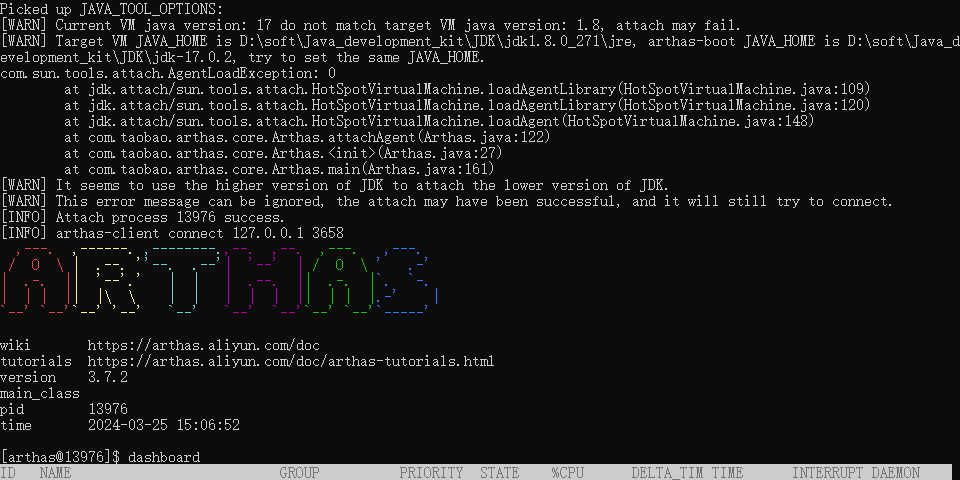 Picked up JAVA_TOOL_OPTIONS:
[WARN] Current VM java version: 17 do not match target VM java version: 1.8, attach may fail.
[WARN] Target VM JAVA_HOME is D:\soft\Java_development_kit\JDK\jdk1.8.0_271\jre, arthas-boot JAVA_HOME is D:\soft\Java_d
evelopment_kit\JDK\jdk-17.0.2, try to set the same JAVA_HOME.
com.sun.tools.attach.AgentLoadException: 0
at jdk.attach/sun.tools.attach.HotSpotVirtualMachine.loadAgentLibrary(HotSpotVirtualMachine.java:109)
at jdk.attach/sun.tools.attach.HotSpotVirtualMachine.loadAgentLibrary(HotSpotVirtualMachine.java:120)
at jdk.attach/sun.tools.attach.HotSpotVirtualMachine.loadAgent(HotSpotVirtualMachine.java:148)
at com.taobao.arthas.core.Arthas.attachAgent(Arthas.java:122)
at com.taobao.arthas.core.Arthas.<init>(Arthas.java:27)
at com.taobao.arthas.core.Arthas.main(Arthas.java:161)
[WARN] It seems to use the higher version of JDK to attach the lower version of JDK.
[WARN] This error message can be ignored, the attach may have been successful, and it will still try to connect.
[INFO] Attach process 13976 success.
[INFO] arthas-client connect 127.0.0.1 3658
ARTHAS
wiki https://arthas.aliyun.com/doc
tutorials https://arthas.aliyun.com/doc/arthas-tutorials.html
version 3.7.2
main_class
pid 13976
time 2024-03-25 15:06:52
[arthas@13976]$ dashboard
ID NAME GROUP PRIORITY STATE %CPU DELTA_TIM TIME INTERRUPT DAEMON